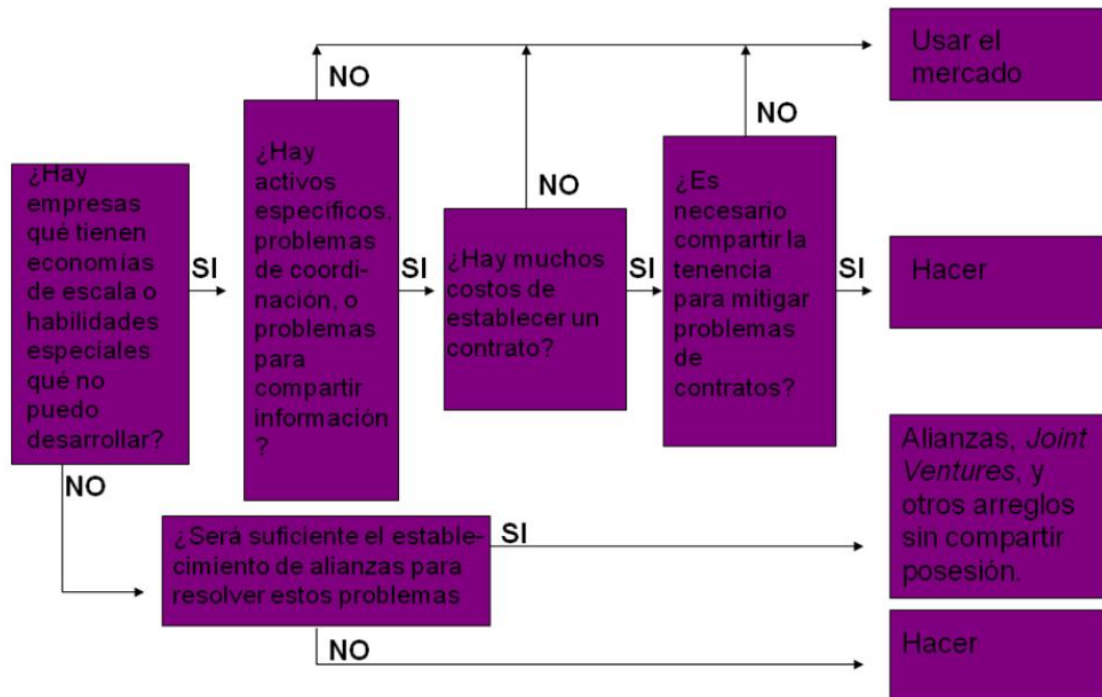 ¿Hay
empresas
qué tienen
economías
de escala o
habilidades
especiales
qué no
puedo
desarrollar?
SI
NO
¿Hay
activos
específicos,
problemas
de coordi-
nación, o
problemas
para
compartir
información
?
NO
SI
¿Hay muchos
costos de
establecer un
contrato?
NO
SI
¿Es
necesario
compartir la
tenencia
para mitigar
problemas
de
contratos?
NO
SI
Usar el
mercado
Hacer
¿Será suficiente el estable-
cimiento de alianzas para
resolver estos problemas
SI
NO
Alianzas, Joint
Ventures, y
otros arreglos
sin compartir
posesión.
Hacer